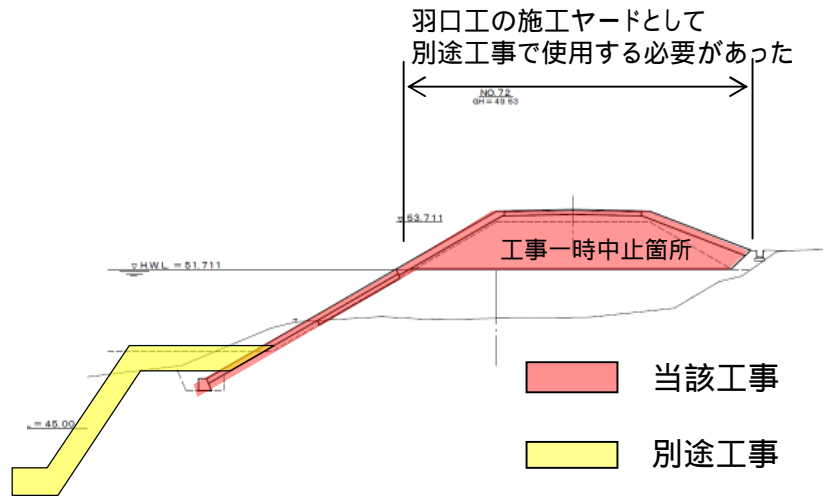 羽口工の施工ヤードとして
別途工事で使用する必要があった
NO.72
GH=49.63
▽53.711
工事一時中止箇所
▽H.W.L.=51.711
当該工事
=45.00
別途工事